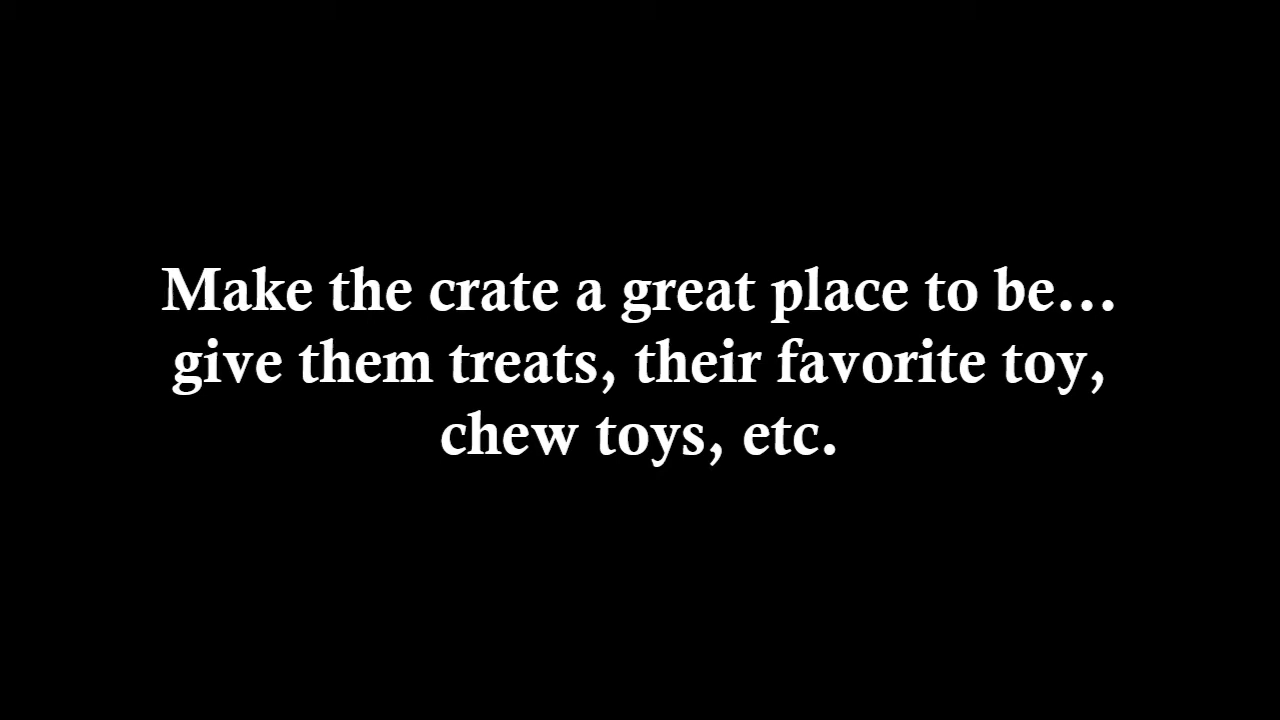 Make the crate a great place to be...
give them treats, their favorite toy,
chew toys, etc.